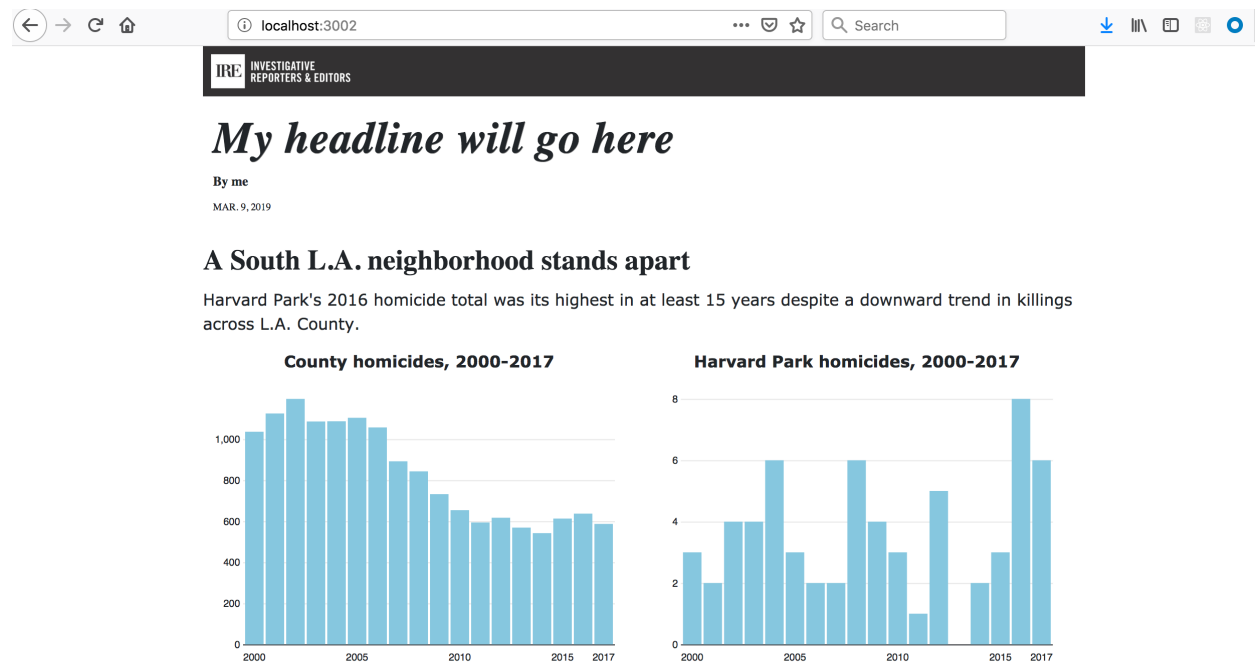 localhost:3002
Search
IRE INVESTIGATIVE
REPORTERS & EDITORS
My headline will go here
By me
MAR. 9, 2019
A South L.A. neighborhood stands apart
Harvard Park's 2016 homicide total was its highest in at least 15 years despite a downward trend in killings
across L.A. County.
County homicides, 2000-2017
1,000
800
600
400
200
0
2000 2005 2010 2015 2017
Harvard Park homicides, 2000-2017
8
6
4
2
0
2000 2005 2010 2015 2017